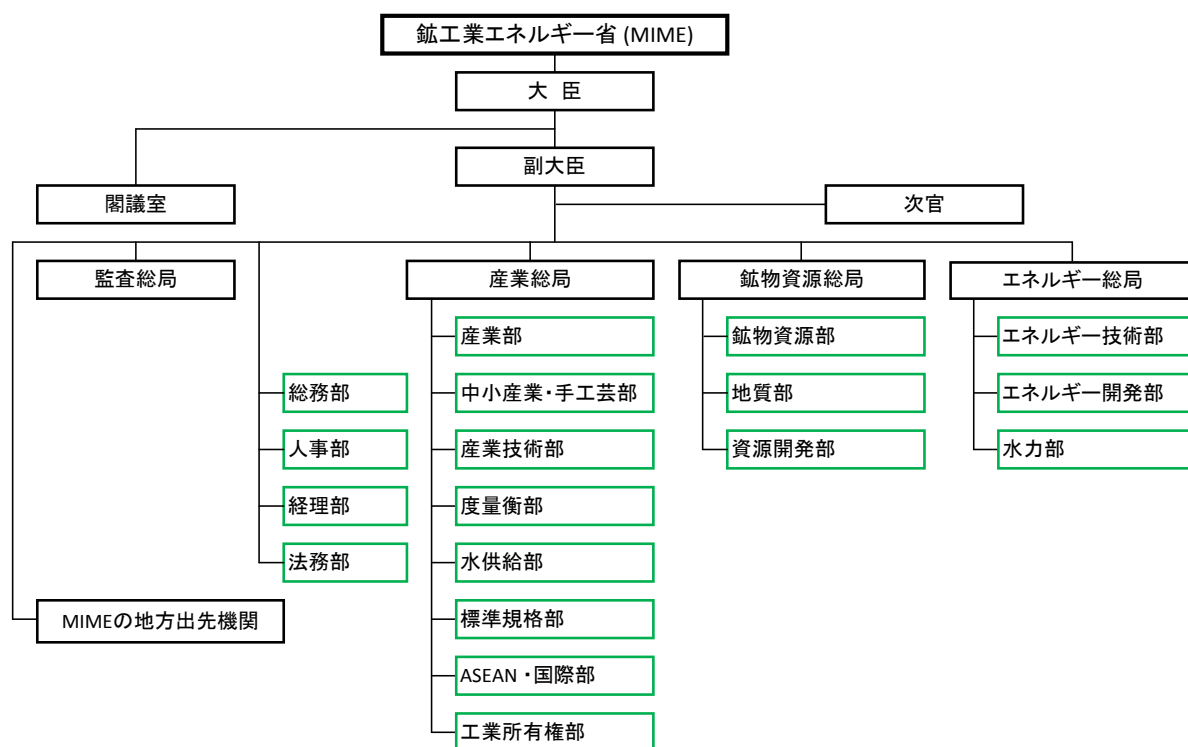 鉱工業エネルギー省 (MIME)
大 臣
副大臣
閣議室
次官
監査総局
産業総局
鉱物資源総局
エネルギー総局
産業部
鉱物資源部
エネルギー技術部
総務部
中小産業・手工芸部
地質部
エネルギー開発部
人事部
産業技術部
資源開発部
水力部
経理部
度量衡部
法務部
水供給部
MIMEの地方出先機関
標準規格部
ASEAN・国際部
工業所有権部